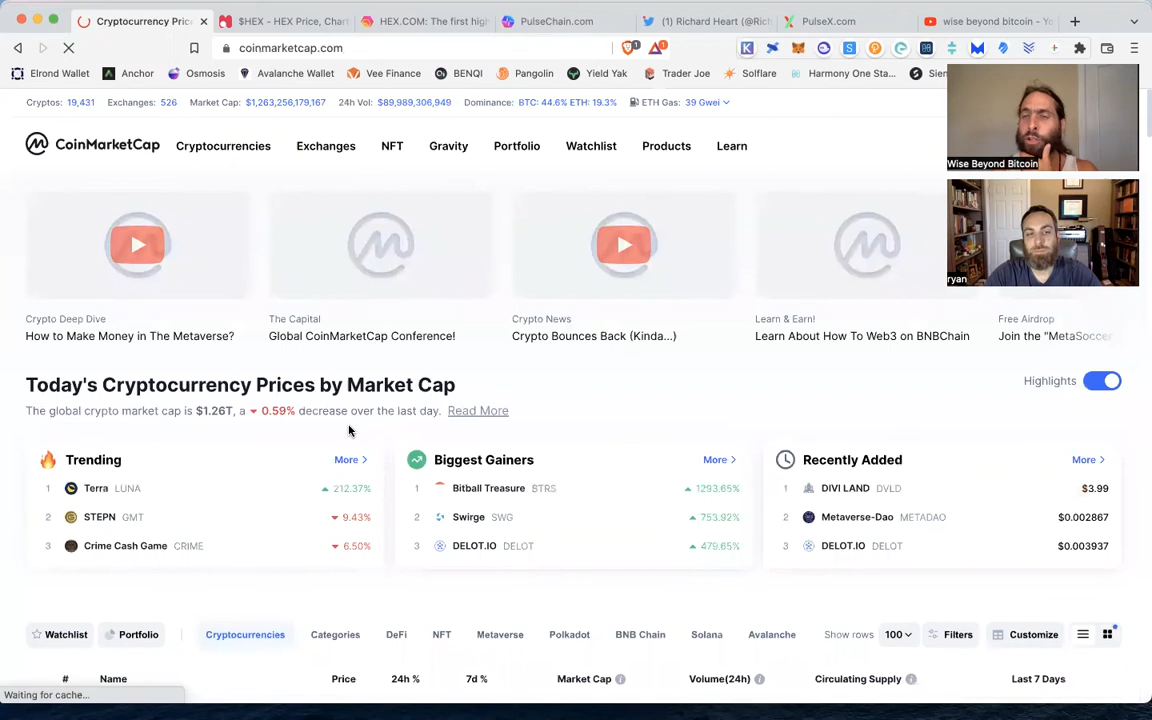 Cryptocurrency Pric
$HEX - HEX Price, Chart
HEX.COM: The first hig
PulseChain.com
(1) Richard Heart (@Rich
PulseX.com
wise beyond bitcoin - Yo
coinmarketcap.com
Elrond Wallet
Anchor
Osmosis
Avalanche Wallet
Vee Finance
BENQI
Pangolin
Yield Yak
Trader Joe
Solflare
Harmony One Sta...
Sien
Cryptos: 19,431 Exchanges: 526 Market Cap: $1,263,256,179,167 24h Vol: $89,989,306,949 Dominance: BTC: 44.6% ETH: 19.3% ETH Gas: 39 Gwei
CoinMarketCap
Cryptocurrencies Exchanges NFT Gravity Portfolio Watchlist Products Learn
Wise Beyond Bitcoin
ryan
Crypto Deep Dive
How to Make Money in The Metaverse?
The Capital
Global CoinMarketCap Conference!
Crypto News
Crypto Bounces Back (Kinda...)
Learn & Earn!
Learn About How To Web3 on BNBChain
Free Airdrop
Join the "MetaSoccer
Today's Cryptocurrency Prices by Market Cap
Highlights
The global crypto market cap is $1.26T, a 0.59% decrease over the last day. Read More
Trending More
1 Terra LUNA 212.37%
2 STEPN GMT 9.43%
3 Crime Cash Game CRIME 6.50%
Biggest Gainers More
1 Bitball Treasure BTRS 1293.65%
2 Swirge SWG 753.92%
3 DELOT.IO DELOT 479.65%
Recently Added More
1 DIVI LAND DVLD $3.99
2 Metaverse-Dao METADAO $0.002867
3 DELOT.IO DELOT $0.003937
Watchlist Portfolio Cryptocurrencies Categories DeFi NFT Metaverse Polkadot BNB Chain Solana Avalanche Show rows 100 Filters Customize
# Name Price 24h % 7d % Market Cap Volume(24h) Circulating Supply Last 7 Days
Waiting for cache...